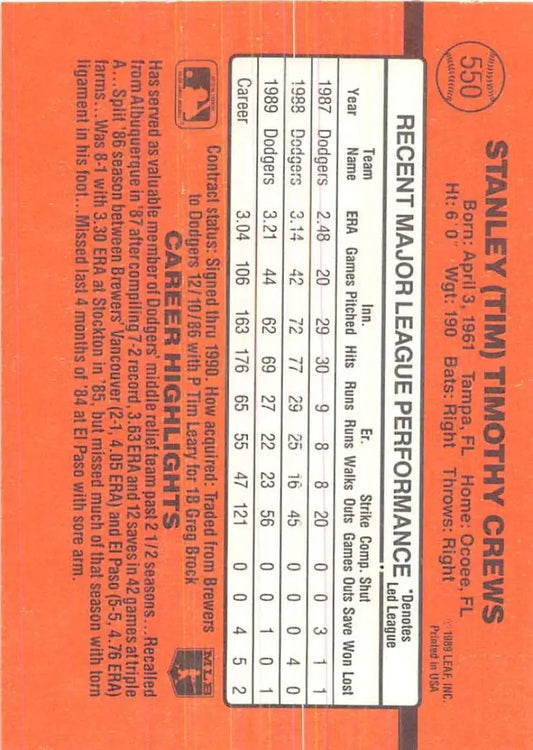 550
STANLEY (TIM) TIMOTHY CREWS
Born: April 3, 1961 Tampa, FL Home: Ocoee, FL
Ht: 6'0" Wgt: 190 Bats: Right Throws: Right
© 1989 LEAF, INC.
Printed in USA
RECENT MAJOR LEAGUE PERFORMANCE
*Denotes
Led League
Team Inn. Er. Strike Comp. Shut
Year Name ERA Games Pitched Hits Runs Runs Walks Outs Games Outs Save Won Lost
1987 Dodgers 2.48 20 29 30 9 8 8 20 0 0 3 1 1
1988 Dodgers 3.14 42 72 77 29 25 16 45 0 0 0 4 0
1989 Dodgers 3.21 44 62 69 27 22 23 56 0 0 1 0 1
Career 3.04 106 163 176 65 55 47 121 0 0 4 5 2
Contract status: Signed thru 1990. How acquired: Traded from Brewers
to Dodgers 12/10/86 with P Tim Leary for 1B Greg Brock
MLB
CAREER HIGHLIGHTS
Has served as valuable member of Dodgers' middle relief team past 2 1/2 seasons...Recalled
from Albuquerque in '87 after compiling 7-2 record, 3.63 ERA and 12 saves in 42 games at triple
A...Split '86 season between Brewers' Vancouver (2-1, 4.05 ERA) and El Paso (5-5, 4.76 ERA)
farms...Was 8-1 with 3.30 ERA at Stockton in '85, but missed much of that season with torn
ligament in his foot...Missed last 4 months of '84 at El Paso with sore arm.